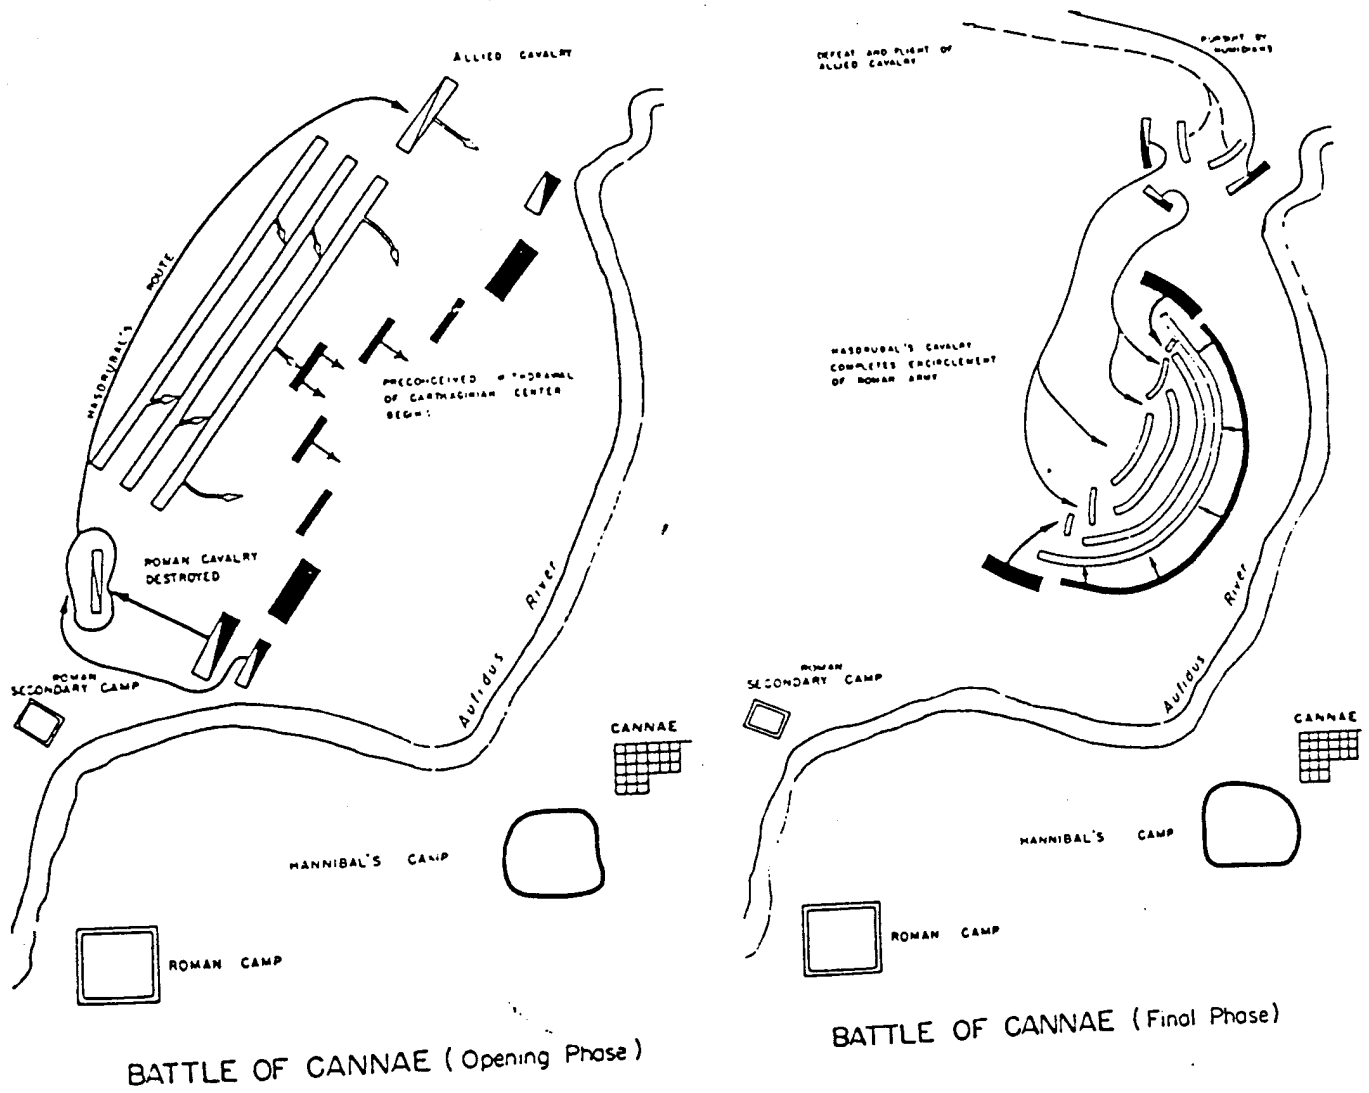 ALLIED CAVALRY
HASDRUBAL'S ROUTE
PRECONCEIVED WITHDRAWAL
OF CARTHAGINIAN CENTER
BEGINS
ROMAN CAVALRY
DESTROYED
ROMAN
SECONDARY CAMP
Aufidus River
CANNAE
HANNIBAL'S CAMP
ROMAN CAMP
BATTLE OF CANNAE (Opening Phase)
DEFEAT AND FLIGHT OF
ALLIED CAVALRY
PURSUIT BY
NUMIDIANS
HASDRUBAL'S CAVALRY
COMPLETES ENCIRCLEMENT
OF ROMAN ARMY
ROMAN
SECONDARY CAMP
Aufidus River
CANNAE
HANNIBAL'S CAMP
ROMAN CAMP
BATTLE OF CANNAE (Final Phase)